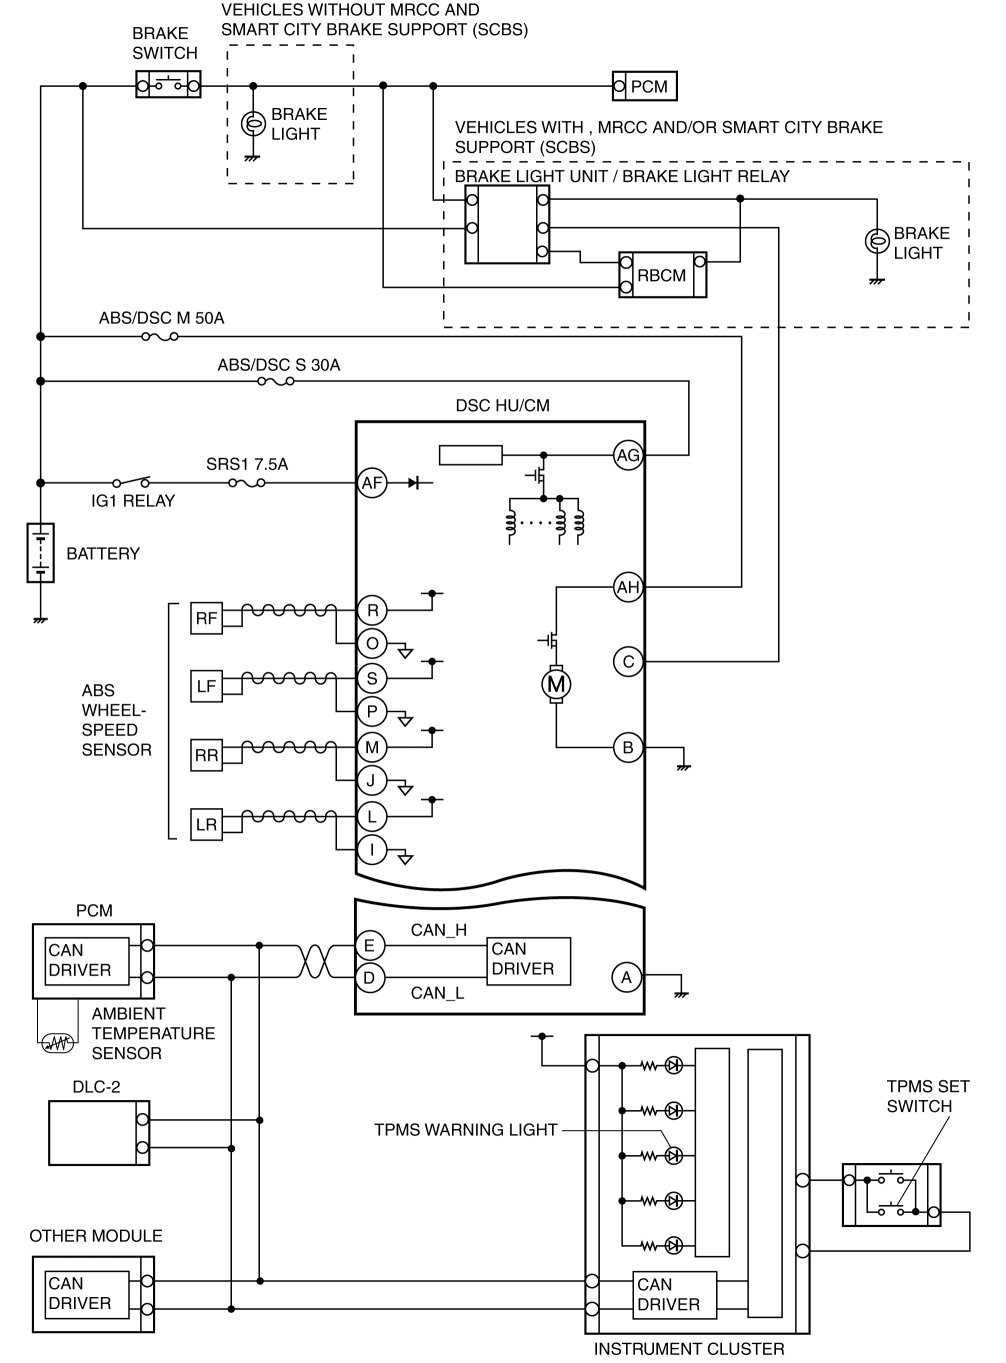 VEHICLES WITHOUT MRCC AND
SMART CITY BRAKE SUPPORT (SCBS)
BRAKE
SWITCH
BRAKE
LIGHT
PCM
VEHICLES WITH , MRCC AND/OR SMART CITY BRAKE
SUPPORT (SCBS)
BRAKE LIGHT UNIT / BRAKE LIGHT RELAY
BRAKE
LIGHT
RBCM
ABS/DSC M 50A
ABS/DSC S 30A
DSC HU/CM
AG
SRS1 7.5A
AF
IG1 RELAY
BATTERY
AH
RF
R
O
C
LF
S
M
P
ABS
WHEEL-
SPEED
SENSOR
RR
M
B
J
LR
L
I
PCM
CAN
DRIVER
E
CAN_H
CAN
DRIVER
D
CAN_L
A
AMBIENT
TEMPERATURE
SENSOR
DLC-2
TPMS SET
SWITCH
TPMS WARNING LIGHT
OTHER MODULE
CAN
DRIVER
CAN
DRIVER
INSTRUMENT CLUSTER